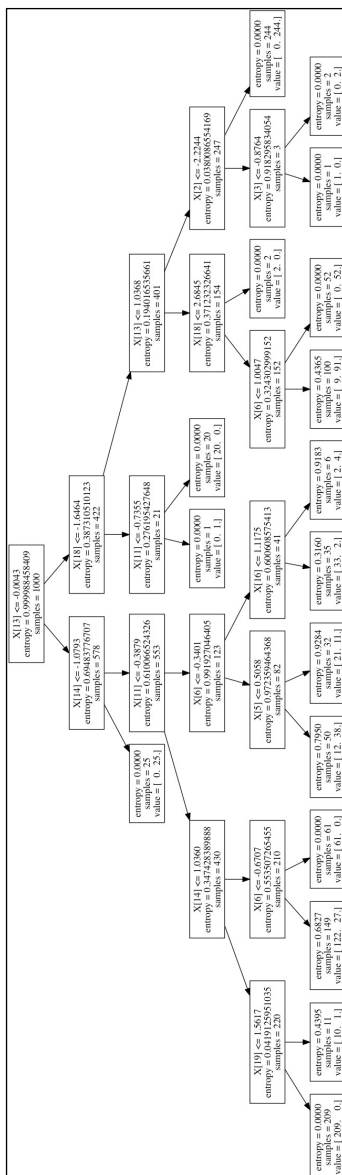 X[13] <= -0.0043
entropy = 0.999988458409
samples = 1000
X[14] <= -1.0793
entropy = 0.69483776707
samples = 578
X[18] <= -1.6464
entropy = 0.387310510123
samples = 422
entropy = 0.0000
samples = 25
value = [ 0. 25.]
X[11] <= -0.3879
entropy = 0.610066524326
samples = 553
X[11] <= -0.7355
entropy = 0.276195427648
samples = 21
X[13] <= 1.0368
entropy = 0.194016535661
samples = 401
X[14] <= 1.0360
entropy = 0.347428389888
samples = 430
X[6] <= -0.3401
entropy = 0.991927046405
samples = 123
entropy = 0.0000
samples = 1
value = [ 0. 1.]
entropy = 0.0000
samples = 20
value = [ 20. 0.]
X[18] <= 2.6845
entropy = 0.371232326641
samples = 154
X[2] <= -2.2244
entropy = 0.0380086554169
samples = 247
X[19] <= 1.5617
entropy = 0.0419125951035
samples = 220
X[6] <= -0.6707
entropy = 0.553507265455
samples = 210
X[5] <= 0.5058
entropy = 0.972359464368
samples = 82
X[16] <= 1.1175
entropy = 0.600608575413
samples = 41
X[6] <= 1.0047
entropy = 0.324302999152
samples = 152
entropy = 0.0000
samples = 2
value = [ 2. 0.]
X[3] <= -0.8764
entropy = 0.918295834054
samples = 3
entropy = 0.0000
samples = 244
value = [ 0. 244.]
entropy = 0.0000
samples = 209
value = [ 209. 0.]
entropy = 0.4395
samples = 11
value = [ 10. 1.]
entropy = 0.6827
samples = 149
value = [ 122. 27.]
entropy = 0.0000
samples = 61
value = [ 61. 0.]
entropy = 0.7950
samples = 50
value = [ 12. 38.]
entropy = 0.9284
samples = 32
value = [ 21. 11.]
entropy = 0.3160
samples = 35
value = [ 33. 2.]
entropy = 0.9183
samples = 6
value = [ 2. 4.]
entropy = 0.4365
samples = 100
value = [ 9. 91.]
entropy = 0.0000
samples = 52
value = [ 0. 52.]
entropy = 0.0000
samples = 1
value = [ 1. 0.]
entropy = 0.0000
samples = 2
value = [ 0. 2.]